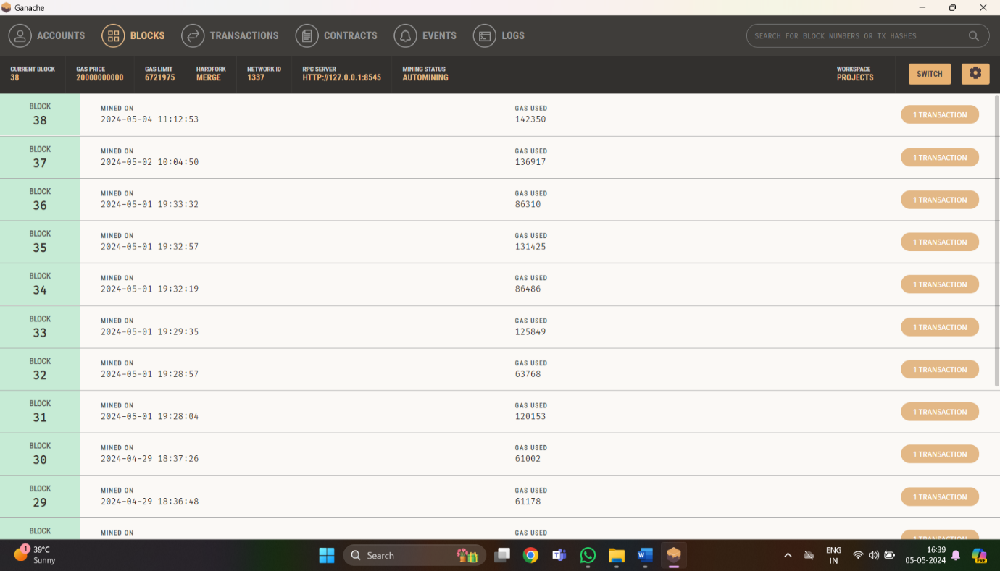 Ganache
ACCOUNTS BLOCKS TRANSACTIONS CONTRACTS EVENTS LOGS SEARCH FOR BLOCK NUMBERS OR TX HASHES
CURRENT BLOCK GAS PRICE GAS LIMIT HARDFORK NETWORK ID RPC SERVER MINING STATUS WORKSPACE
38 20000000000 6721975 MERGE 1337 HTTP://127.0.0.1:8545 AUTOMINING PROJECTS SWITCH
BLOCK MINED ON GAS USED
38 2024-05-04 11:12:53 142350 1 TRANSACTION
BLOCK MINED ON GAS USED
37 2024-05-02 10:04:50 136917 1 TRANSACTION
BLOCK MINED ON GAS USED
36 2024-05-01 19:33:32 86310 1 TRANSACTION
BLOCK MINED ON GAS USED
35 2024-05-01 19:32:57 131425 1 TRANSACTION
BLOCK MINED ON GAS USED
34 2024-05-01 19:32:19 86486 1 TRANSACTION
BLOCK MINED ON GAS USED
33 2024-05-01 19:29:35 125849 1 TRANSACTION
BLOCK MINED ON GAS USED
32 2024-05-01 19:28:57 63768 1 TRANSACTION
BLOCK MINED ON GAS USED
31 2024-05-01 19:28:04 120153 1 TRANSACTION
BLOCK MINED ON GAS USED
30 2024-04-29 18:37:26 61002 1 TRANSACTION
BLOCK MINED ON GAS USED
29 2024-04-29 18:36:48 61178 1 TRANSACTION
BLOCK MINED ON GAS USED
1 TRANSACTION
1 39°C ENG 16:39
Sunny Search IN 05-05-2024 PRE